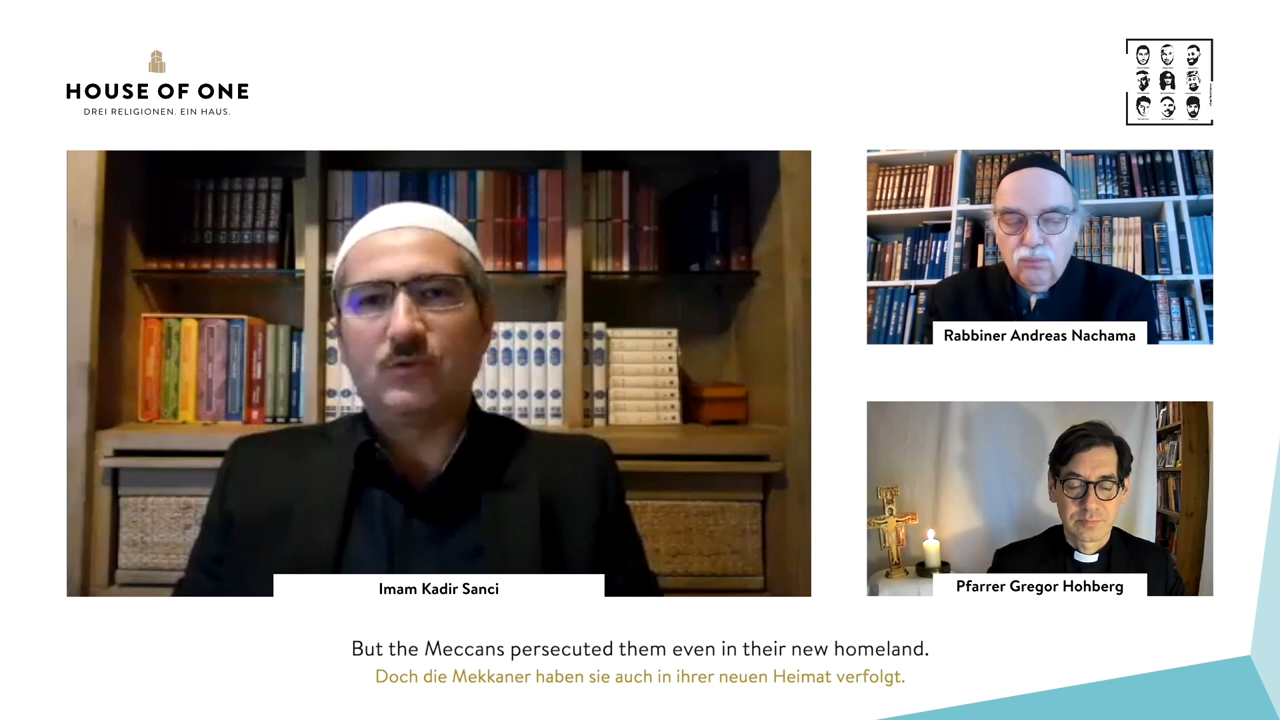 HOUSE OF ONE
DREI RELIGIONEN. EIN HAUS.
Imam Kadir Sanci
Rabbiner Andreas Nachama
Pfarrer Gregor Hohberg
But the Meccans persecuted them even in their new homeland.
Doch die Mekkaner haben sie auch in ihrer neuen Heimat verfolgt.